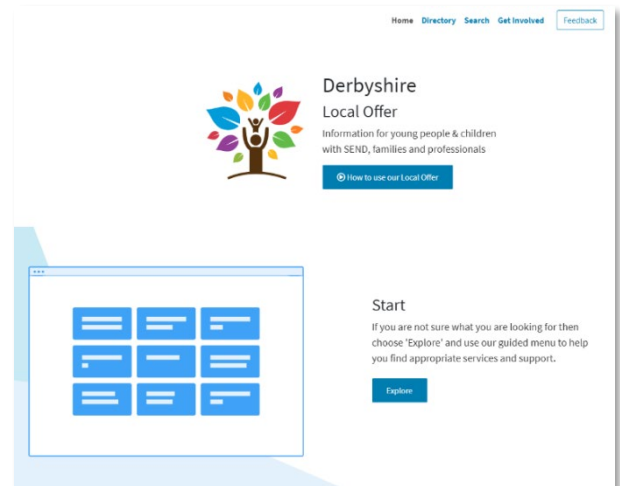 Home Directory Search Get Involved Feedback
Derbyshire
Local Offer
Information for young people & children
with SEND, families and professionals
How to use our Local Offer
Start
If you are not sure what you are looking for then
choose 'Explore' and use our guided menu to help
you find appropriate services and support.
Explore